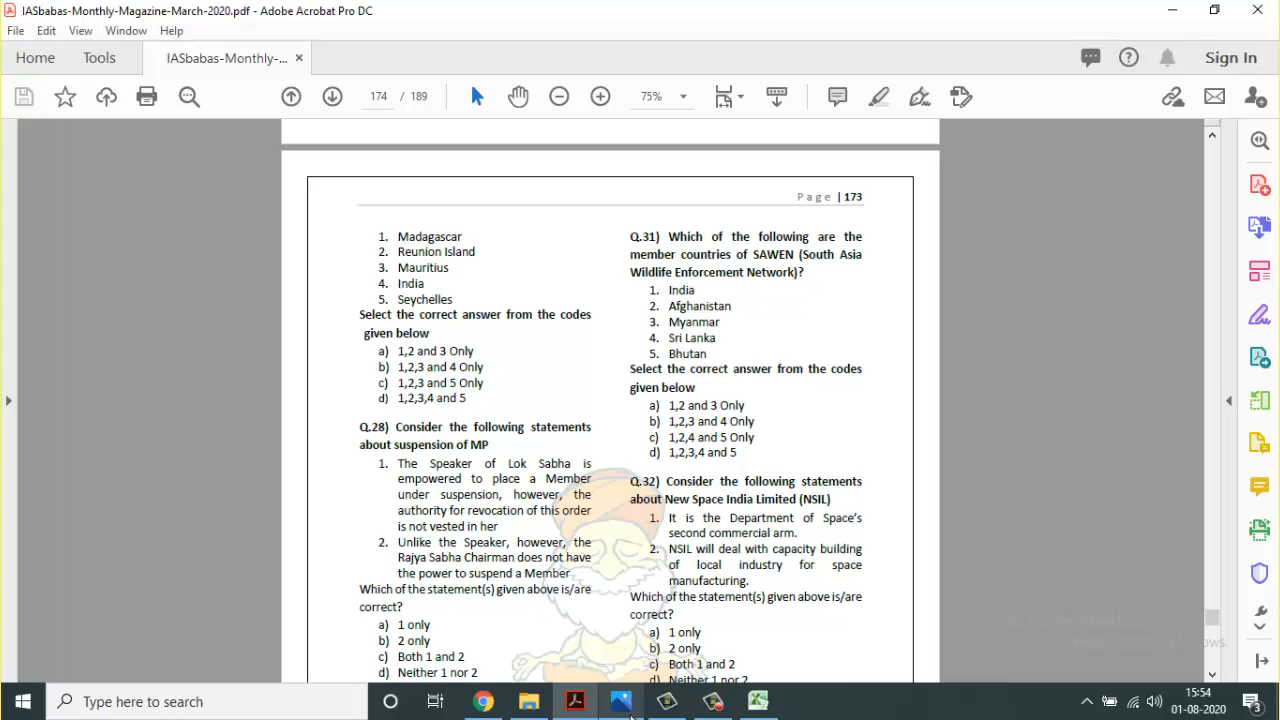 IASbabas-Monthly-Magazine-March-2020.pdf - Adobe Acrobat Pro DC
File Edit View Window Help
Home Tools IASbabas-Monthly-... × Sign In
174 / 189 75%
Page | 173
1. Madagascar
2. Reunion Island
3. Mauritius
4. India
5. Seychelles
Select the correct answer from the codes
given below
a) 1,2 and 3 Only
b) 1,2,3 and 4 Only
c) 1,2,3 and 5 Only
d) 1,2,3,4 and 5
Q.28) Consider the following statements
about suspension of MP
1. The Speaker of Lok Sabha is
empowered to place a Member
under suspension, however, the
authority for revocation of this order
is not vested in her
2. Unlike the Speaker, however, the
Rajya Sabha Chairman does not have
the power to suspend a Member
Which of the statement(s) given above is/are
correct?
a) 1 only
b) 2 only
c) Both 1 and 2
d) Neither 1 nor 2
Q.31) Which of the following are the
member countries of SAWEN (South Asia
Wildlife Enforcement Network)?
1. India
2. Afghanistan
3. Myanmar
4. Sri Lanka
5. Bhutan
Select the correct answer from the codes
given below
a) 1,2 and 3 Only
b) 1,2,3 and 4 Only
c) 1,2,4 and 5 Only
d) 1,2,3,4 and 5
Q.32) Consider the following statements
about New Space India Limited (NSIL)
1. It is the Department of Space's
second commercial arm.
2. NSIL will deal with capacity building
of local industry for space
manufacturing.
Which of the statement(s) given above is/are
correct?
a) 1 only
b) 2 only
c) Both 1 and 2
d) Neither 1 nor 2
Type here to search
15:54
01-08-2020
3